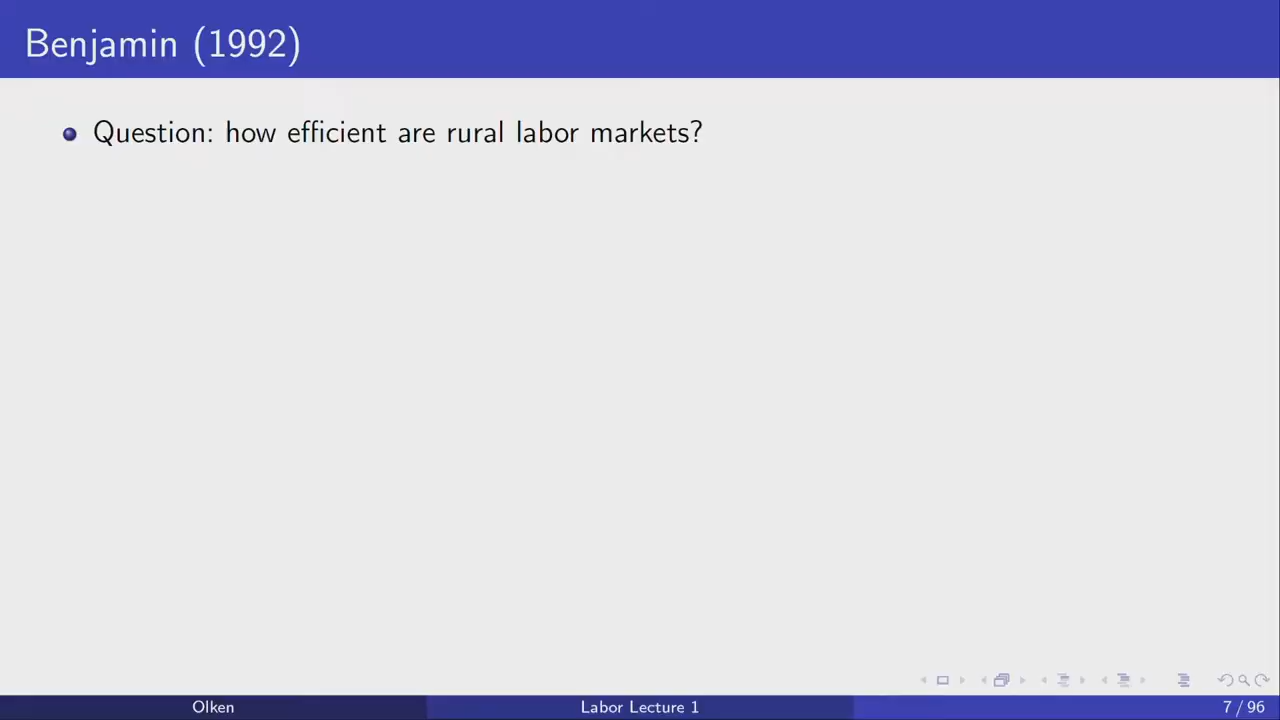 Benjamin (1992)
Question: how efficient are rural labor markets?
Olken
Labor Lecture 1
7 / 96